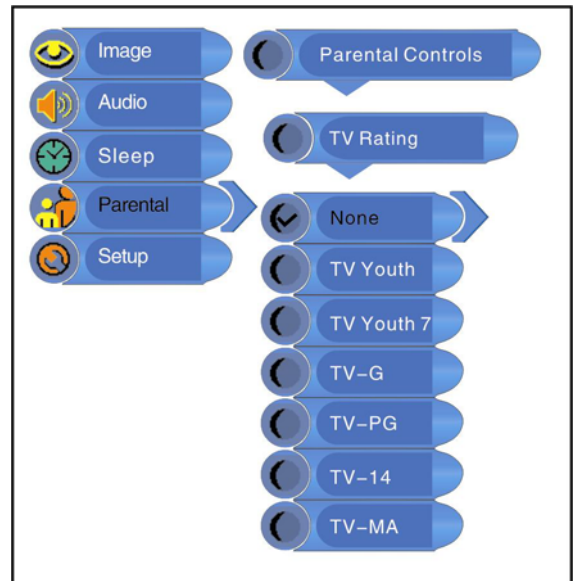 Image
Audio
Sleep
Parental
Setup
Parental Controls
TV Rating
None
TV Youth
TV Youth 7
TV–G
TV–PG
TV–14
TV–MA